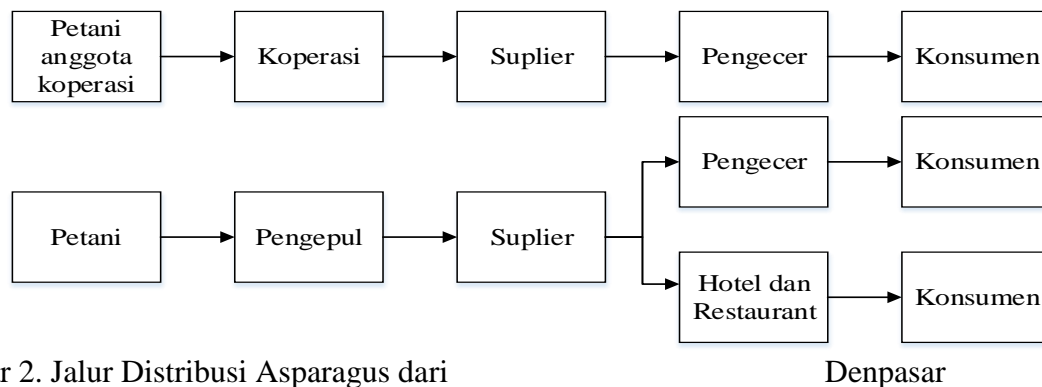 Petani
anggota
koperasi
Koperasi
Suplier
Pengecer
Konsumen
Pengecer
Konsumen
Petani
Pengepul
Suplier
Hotel dan
Restaurant
Konsumen
r 2. Jalur Distribusi Asparagus dari
Denpasar